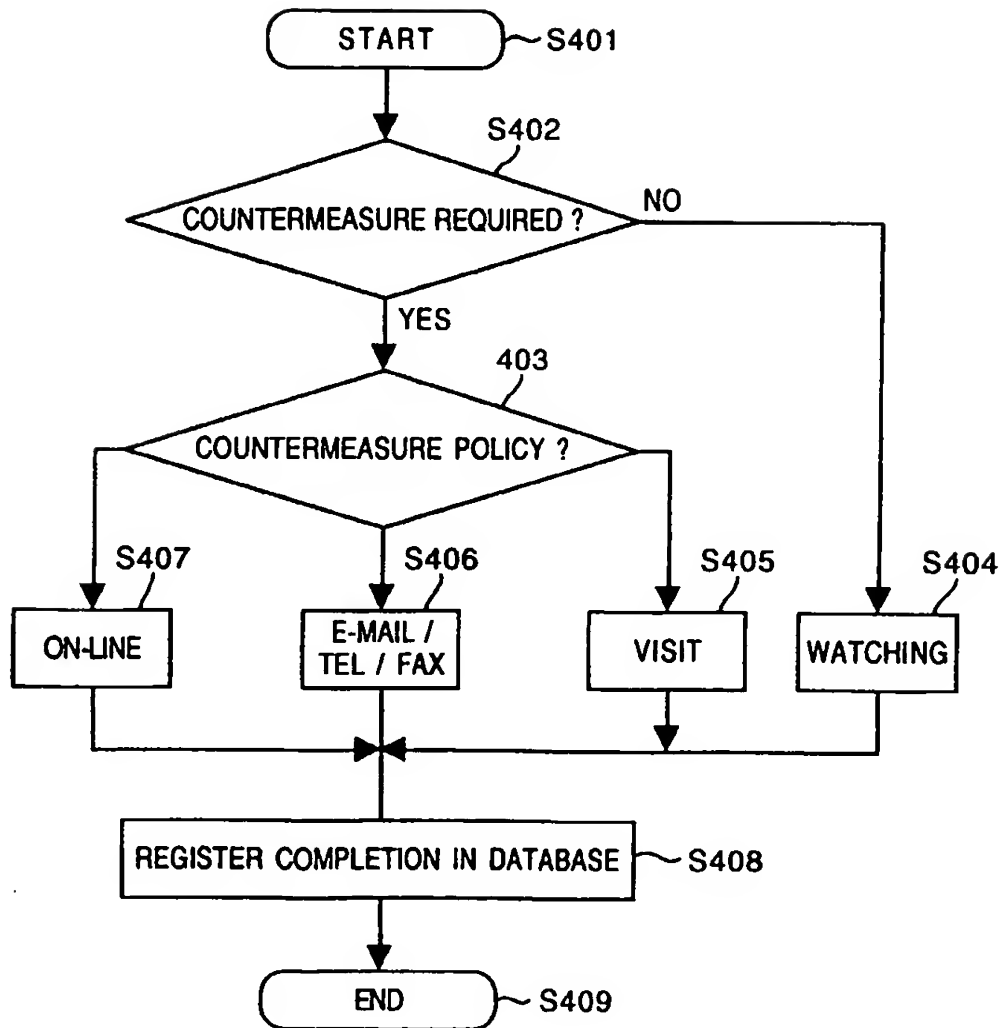 START
S401
S402
COUNTERMEASURE REQUIRED ?
NO
YES
403
COUNTERMEASURE POLICY ?
S407
S406
S405
S404
ON-LINE
E-MAIL /
TEL / FAX
VISIT
WATCHING
REGISTER COMPLETION IN DATABASE
S408
END
S409